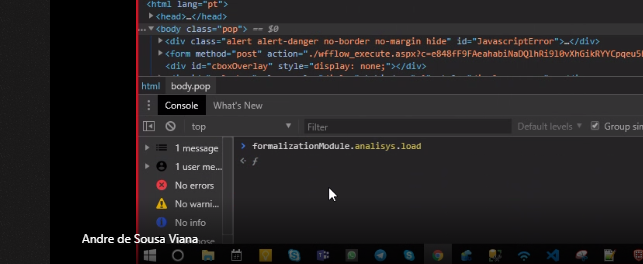 <html lang="pt">
<head>…</head>
<body class="pop"> == $0
<div class="alert alert-danger no-border no-margin hide" id="JavascriptError">…</div>
<form method="post" action="./wfflow_execute.aspx?
<div id="cboxOverlay" style="display: none;"></div>
html body.pop
Console What's New
top Filter Default levels Group sim
1 message
1 user me...
No errors
No warni...
No info
> formalizationModule.analisys.load
< ƒ
Andre de Sousa Viana